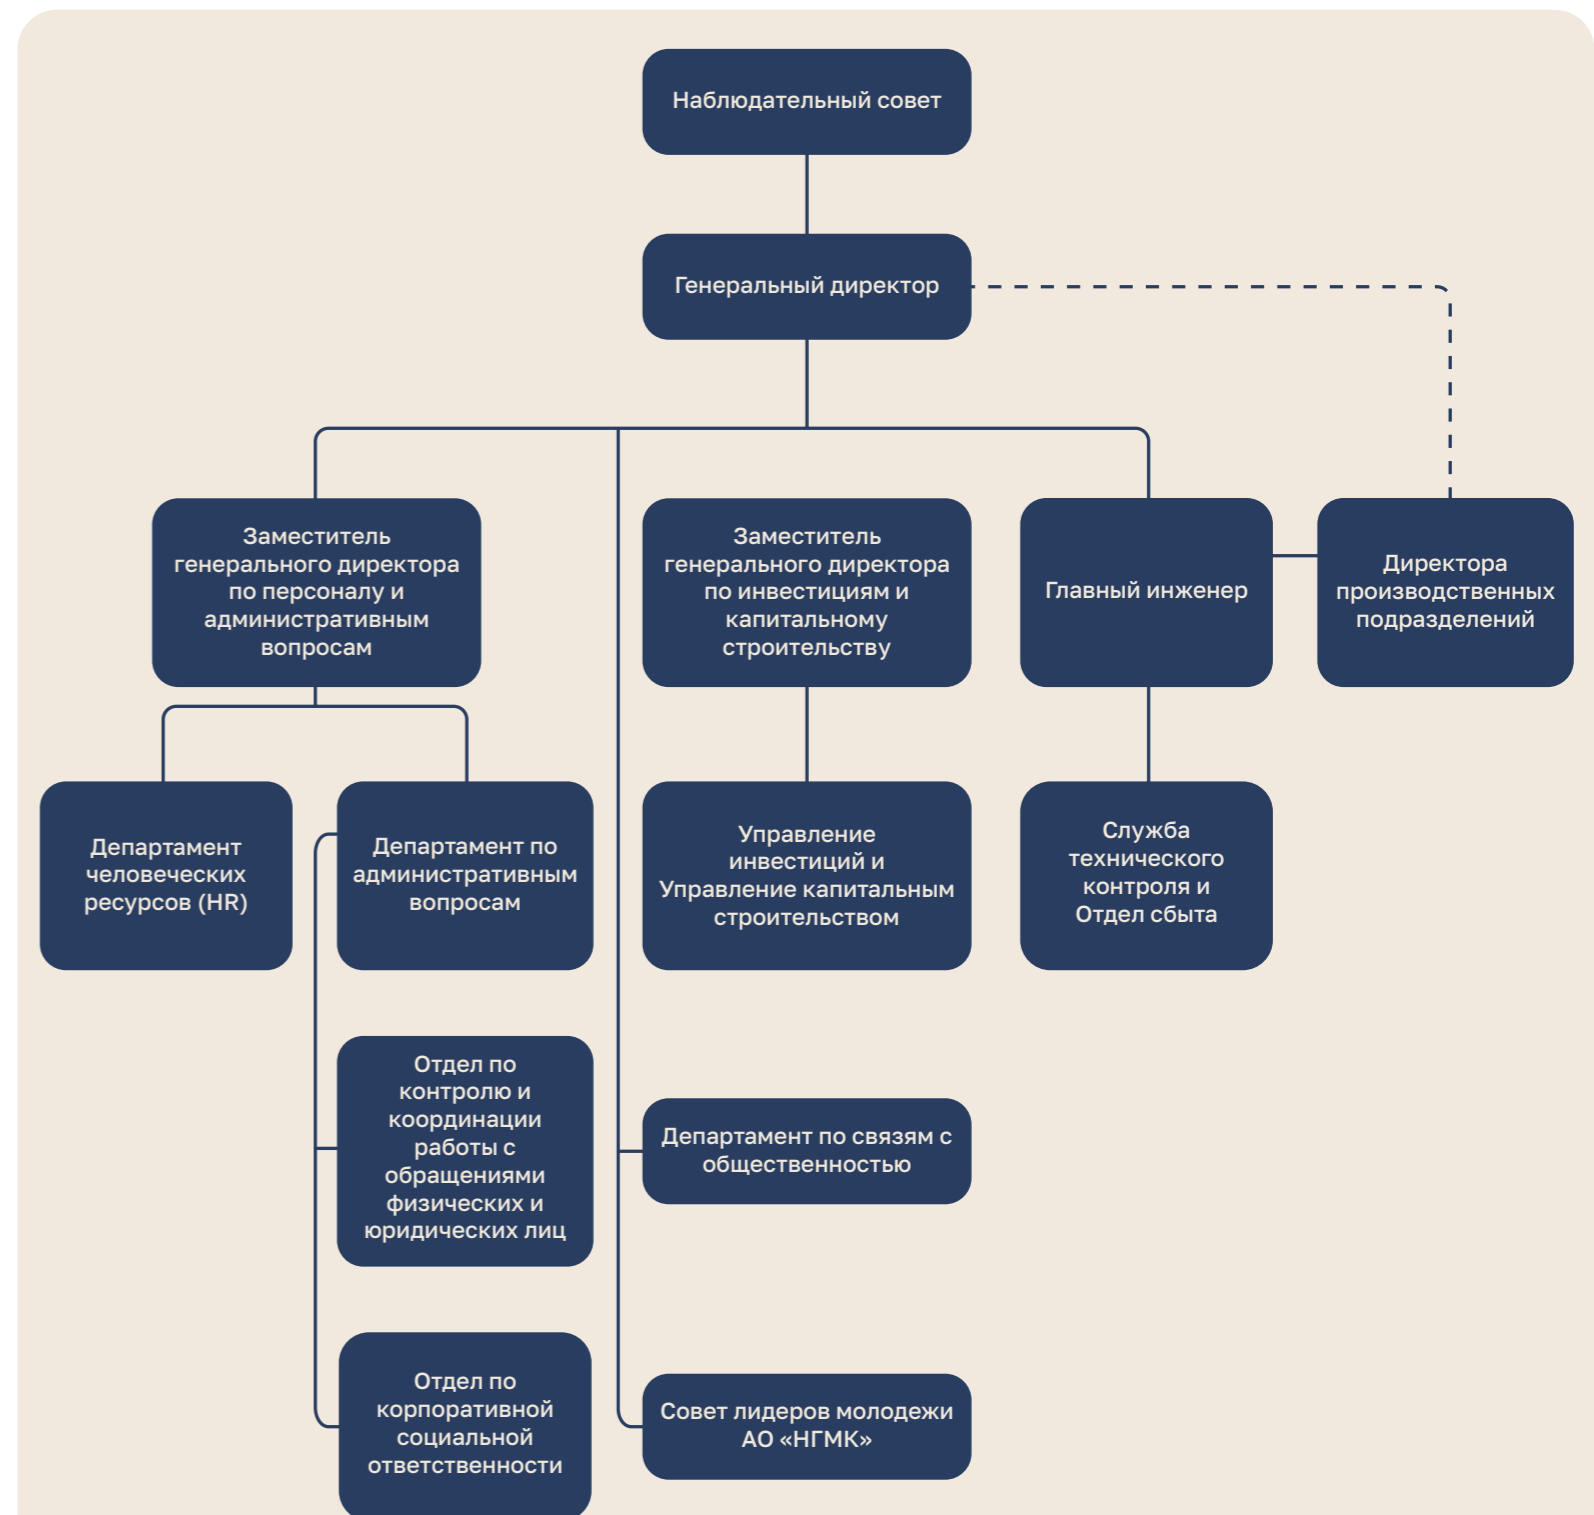 Наблюдательный совет
Генеральный директор
Заместитель
генерального директора
по персоналу и
административным
вопросам
Заместитель
генерального директора
по инвестициям и
капитальному
строительству
Главный инженер
Директора
производственных
подразделений
Департамент
человеческих
ресурсов (HR)
Департамент по
административным
вопросам
Управление
инвестиций и
Управление капитальным
строительством
Служба
технического
контроля и
Отдел сбыта
Отдел по
контролю и
координации
работы с
обращениями
физических и
юридических лиц
Департамент по связям с
общественностью
Отдел по
корпоративной
социальной
ответственности
Совет лидеров молодежи
АО «НГМК»